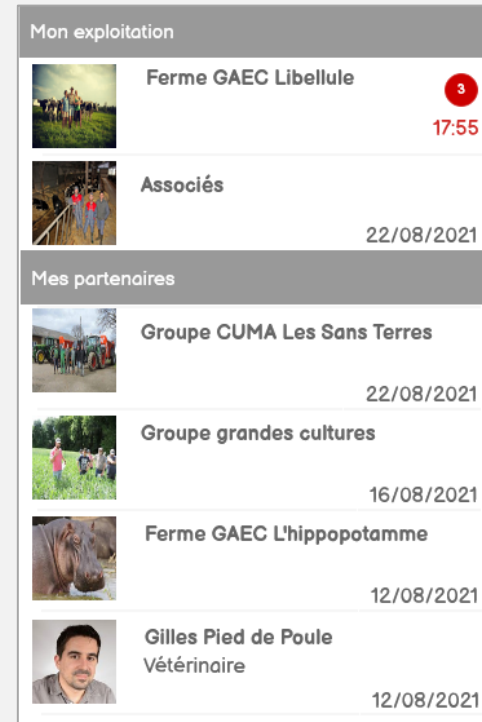 Mon exploitation
Ferme GAEC Libellule
3
17:55
Associés
22/08/2021
Mes partenaires
Groupe CUMA Les Sans Terres
22/08/2021
Groupe grandes cultures
16/08/2021
Ferme GAEC L'hippopotamme
12/08/2021
Gilles Pied de Poule
Vétérinaire
12/08/2021